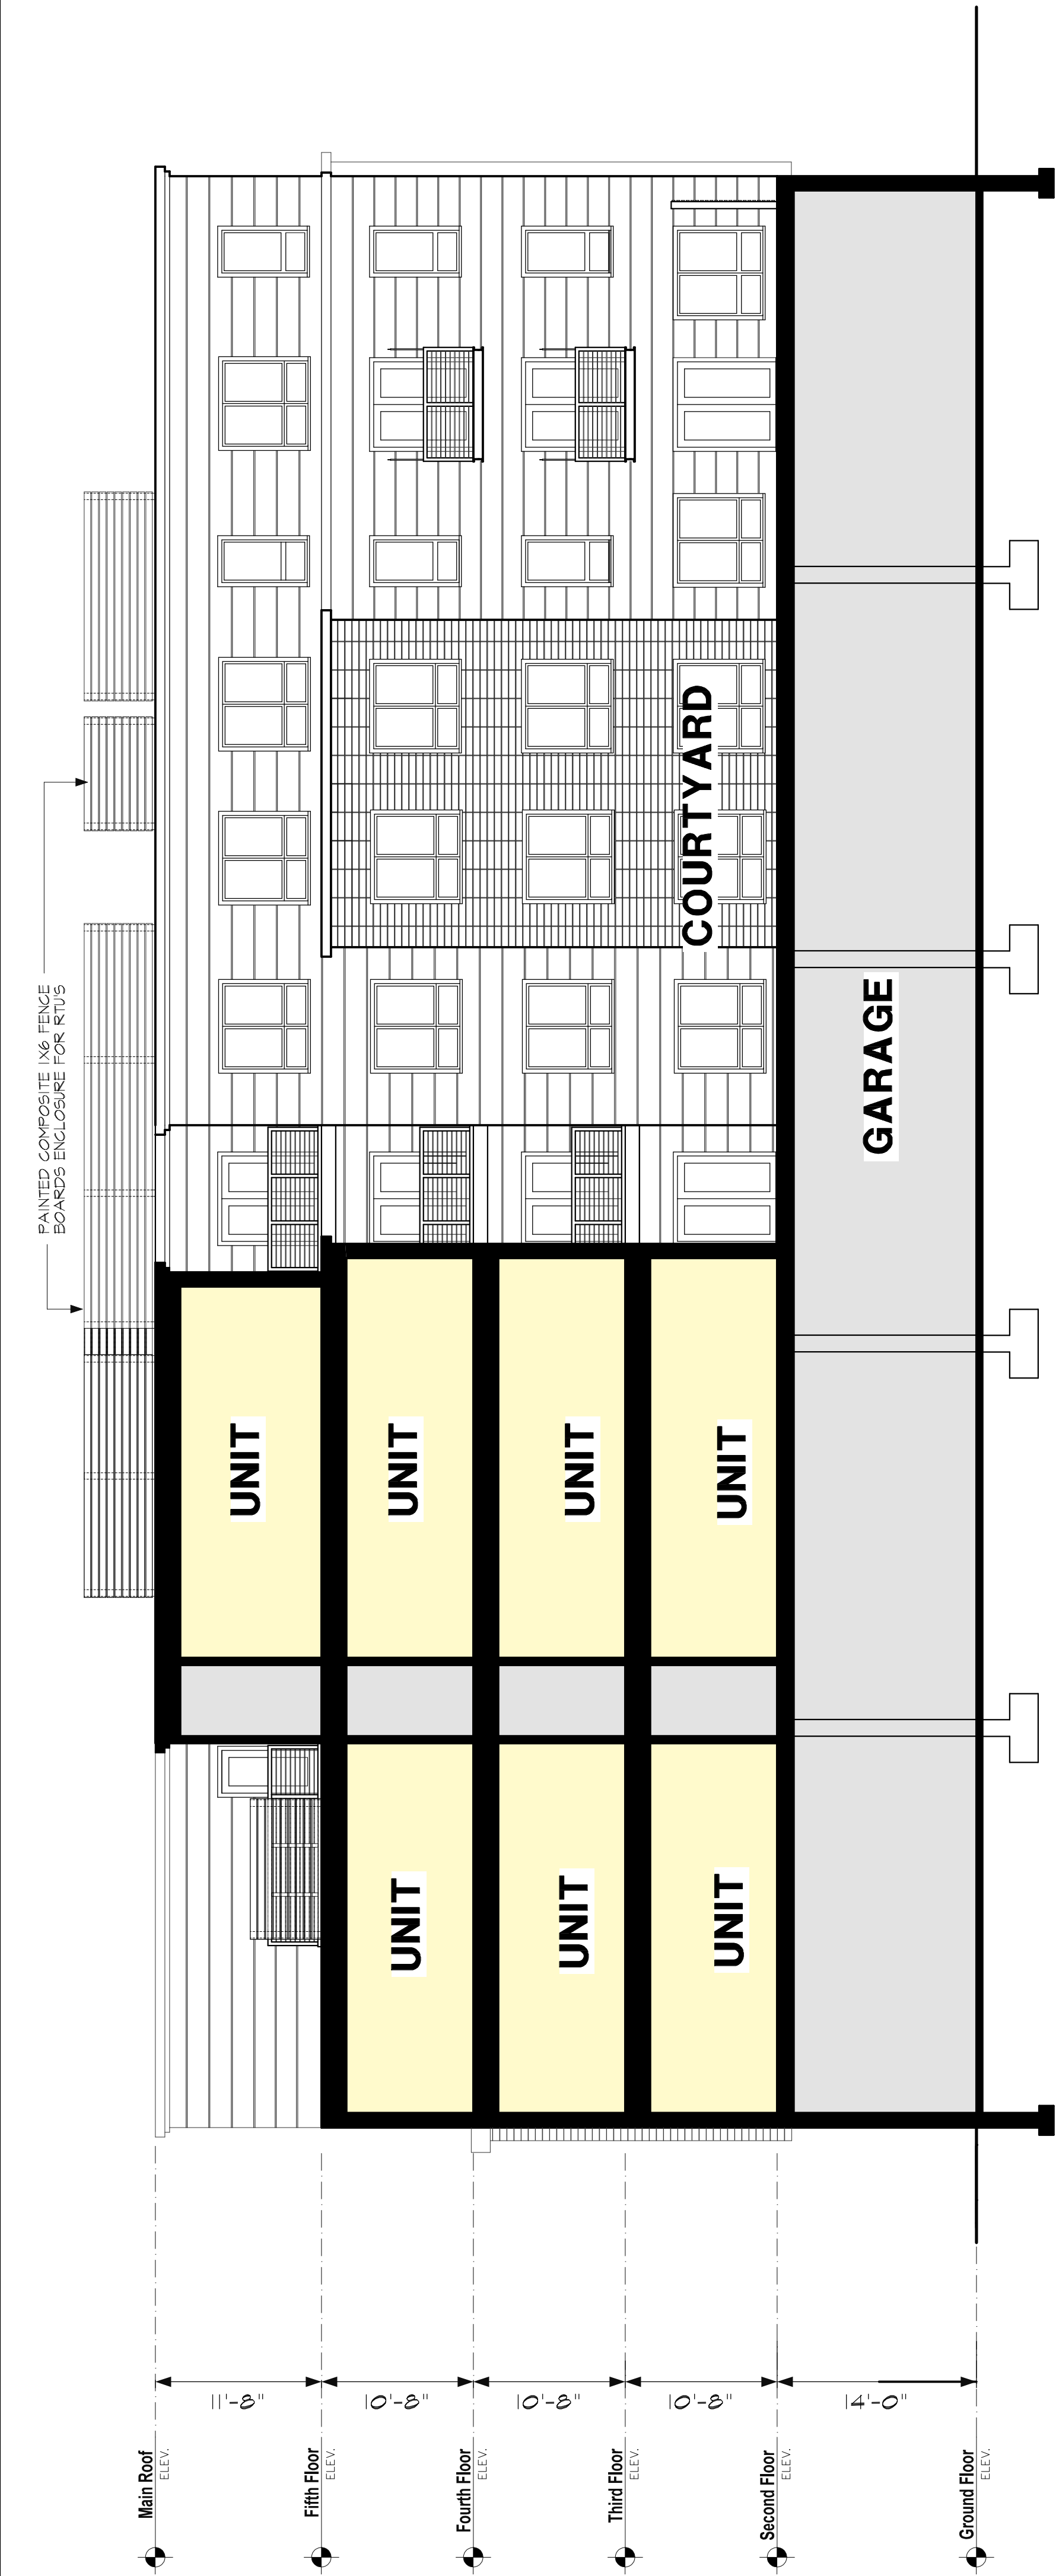 PAINTED COMPOSITE 1X6 FENCE
BOARDS ENCLOSURE FOR RTU'S
Main Roof
ELEV.
11'-8"
Fifth Floor
ELEV.
10'-8"
Fourth Floor
ELEV.
10'-8"
Third Floor
ELEV.
10'-8"
Second Floor
ELEV.
14'-0"
Ground Floor
ELEV.
UNIT
UNIT
UNIT
UNIT
UNIT
UNIT
UNIT
COURTYARD
GARAGE